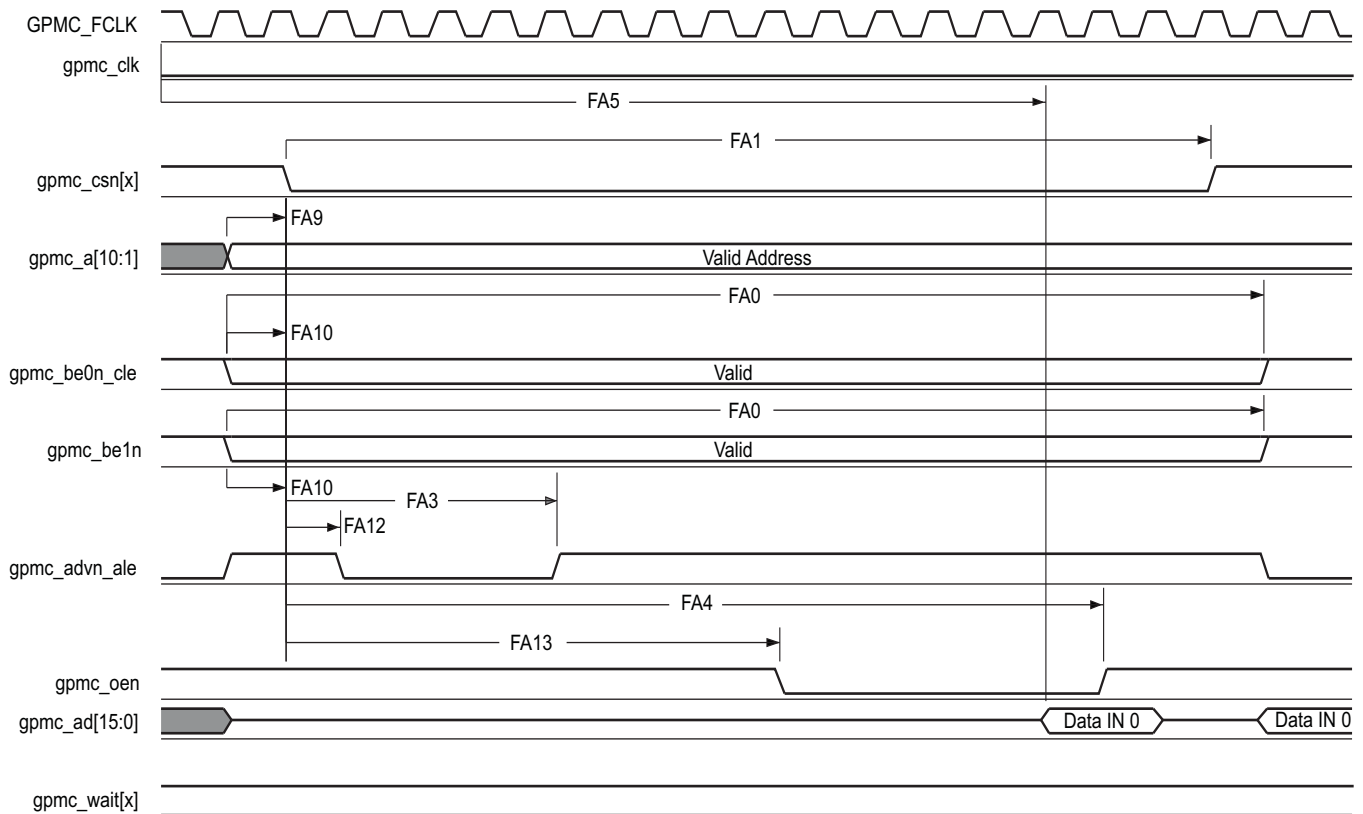 GPMC_FCLK
gpmc_clk
FA5
FA1
gpmc_csn[x]
FA9
gpmc_a[10:1]
Valid Address
FA0
FA10
gpmc_be0n_cle
Valid
FA0
gpmc_be1n
Valid
FA10
FA3
FA12
gpmc_advn_ale
FA4
FA13
gpmc_oen
gpmc_ad[15:0]
Data IN 0
Data IN 0
gpmc_wait[x]